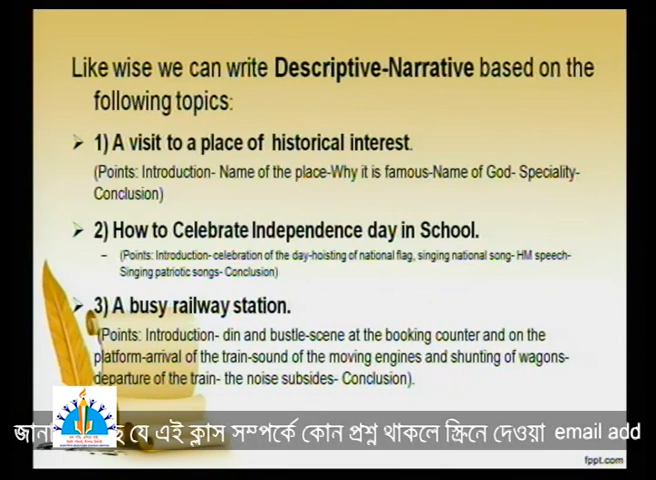 Like wise we can write Descriptive-Narrative based on the
following topics:
1) A visit to a place of historical interest.
(Points: Introduction- Name of the place-Why it is famous-Name of God- Speciality-
Conclusion)
2) How to Celebrate Independence day in School.
– (Points: Introduction- celebration of the day-hoisting of national flag, singing national song- HM speech-
Singing patriotic songs- Conclusion)
3) A busy railway station.
(Points: Introduction- din and bustle-scene at the booking counter and on the
platform-arrival of the train-sound of the moving engines and shunting of wagons-
departure of the train- the noise subsides- Conclusion).
যে এই ক্লাস সম্পর্কে কোন প্রশ্ন থাকলে স্ক্রিনে দেওয়া email add
fppt.com